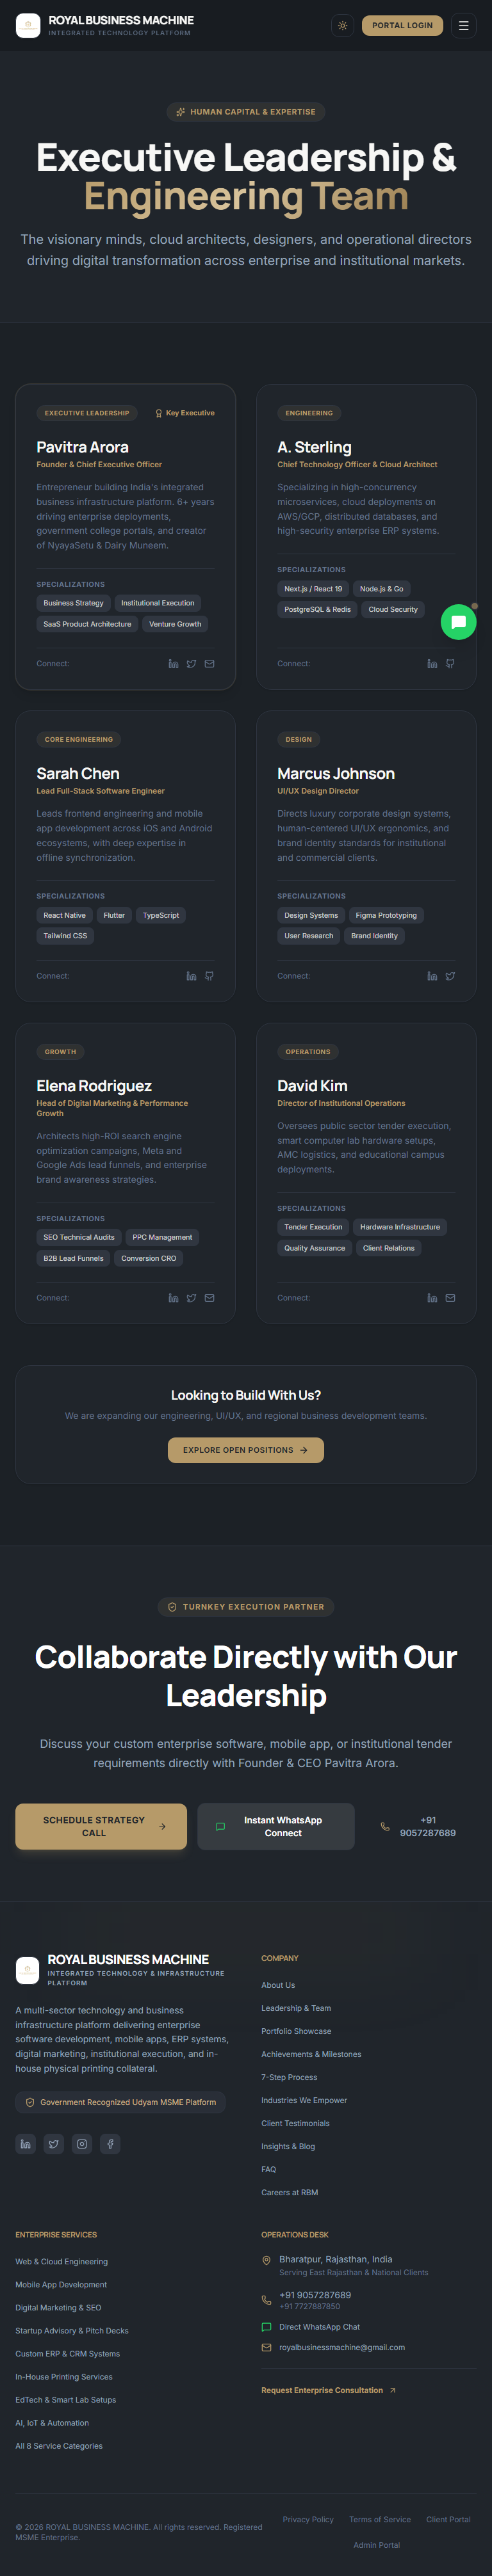 ROYAL BUSINESS MACHINE
INTEGRATED TECHNOLOGY PLATFORM
PORTAL LOGIN
HUMAN CAPITAL & EXPERTISE
Executive Leadership &
Engineering Team
The visionary minds, cloud architects, designers, and operational directors
driving digital transformation across enterprise and institutional markets.
EXECUTIVE LEADERSHIP
Key Executive
Pavitra Arora
Founder & Chief Executive Officer
Entrepreneur building India's integrated
business infrastructure platform. 6+ years
driving enterprise deployments,
government college portals, and creator
of NyayaSetu & Dairy Muneem.
SPECIALIZATIONS
Business Strategy
Institutional Execution
SaaS Product Architecture
Venture Growth
Connect:
ENGINEERING
A. Sterling
Chief Technology Officer & Cloud Architect
Specializing in high-concurrency
microservices, cloud deployments on
AWS/GCP, distributed databases, and
high-security enterprise ERP systems.
SPECIALIZATIONS
Next.js / React 19
Node.js & Go
PostgreSQL & Redis
Cloud Security
Connect:
CORE ENGINEERING
Sarah Chen
Lead Full-Stack Software Engineer
Leads frontend engineering and mobile
app development across iOS and Android
ecosystems, with deep expertise in
offline synchronization.
SPECIALIZATIONS
React Native
Flutter
TypeScript
Tailwind CSS
Connect:
DESIGN
Marcus Johnson
UI/UX Design Director
Directs luxury corporate design systems,
human-centered UI/UX ergonomics, and
brand identity standards for institutional
and commercial clients.
SPECIALIZATIONS
Design Systems
Figma Prototyping
User Research
Brand Identity
Connect:
GROWTH
Elena Rodriguez
Head of Digital Marketing & Performance
Growth
Architects high-ROI search engine
optimization campaigns, Meta and
Google Ads lead funnels, and enterprise
brand awareness strategies.
SPECIALIZATIONS
SEO Technical Audits
PPC Management
B2B Lead Funnels
Conversion CRO
Connect:
OPERATIONS
David Kim
Director of Institutional Operations
Oversees public sector tender execution,
smart computer lab hardware setups,
AMC logistics, and educational campus
deployments.
SPECIALIZATIONS
Tender Execution
Hardware Infrastructure
Quality Assurance
Client Relations
Connect:
Looking to Build With Us?
We are expanding our engineering, UI/UX, and regional business development teams.
EXPLORE OPEN POSITIONS
TURNKEY EXECUTION PARTNER
Collaborate Directly with Our
Leadership
Discuss your custom enterprise software, mobile app, or institutional tender
requirements directly with Founder & CEO Pavitra Arora.
SCHEDULE STRATEGY
CALL
Instant WhatsApp
Connect
+91
9057287689
ROYAL BUSINESS MACHINE
INTEGRATED TECHNOLOGY & INFRASTRUCTURE
PLATFORM
A multi-sector technology and business
infrastructure platform delivering enterprise
software development, mobile apps, ERP systems,
digital marketing, institutional execution, and in-
house physical printing collateral.
Government Recognized Udyam MSME Platform
COMPANY
About Us
Leadership & Team
Portfolio Showcase
Achievements & Milestones
7-Step Process
Industries We Empower
Client Testimonials
Insights & Blog
FAQ
Careers at RBM
ENTERPRISE SERVICES
Web & Cloud Engineering
Mobile App Development
Digital Marketing & SEO
Startup Advisory & Pitch Decks
Custom ERP & CRM Systems
In-House Printing Services
EdTech & Smart Lab Setups
AI, IoT & Automation
All 8 Service Categories
OPERATIONS DESK
Bharatpur, Rajasthan, India
Serving East Rajasthan & National Clients
+91 9057287689
+91 7727887850
Direct WhatsApp Chat
royalbusinessmachine@gmail.com
Request Enterprise Consultation
© 2026 ROYAL BUSINESS MACHINE. All rights reserved. Registered
MSME Enterprise.
Privacy Policy
Terms of Service
Client Portal
Admin Portal